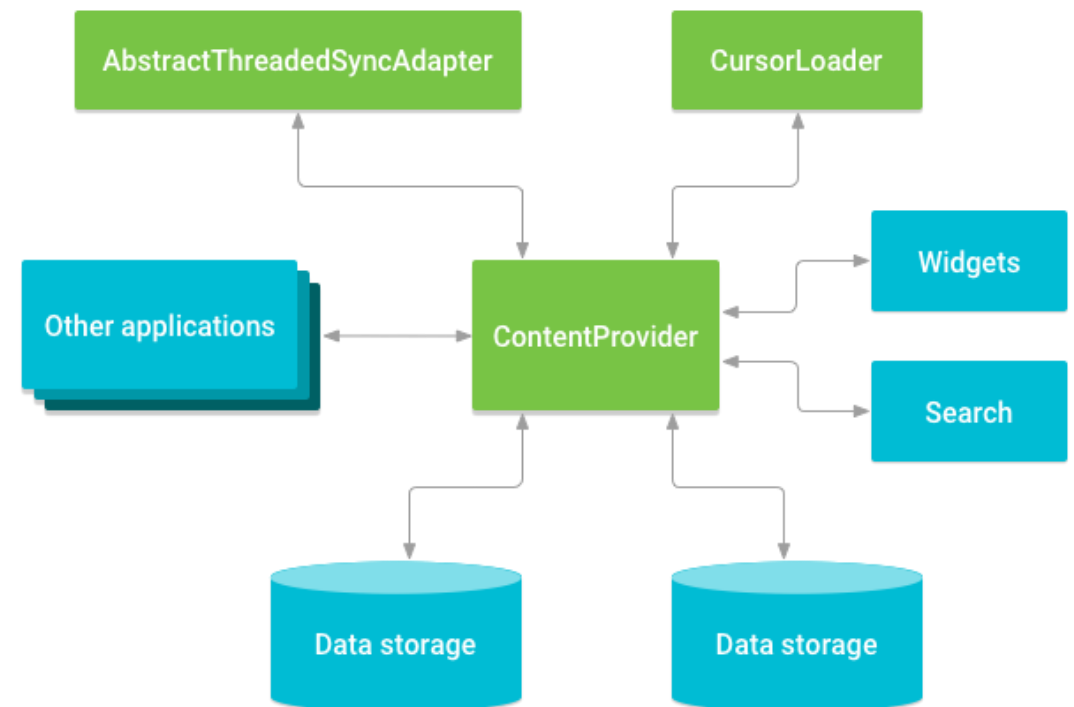 AbstractThreadedSyncAdapter
CursorLoader
Widgets
Other applications
ContentProvider
Search
Data storage
Data storage